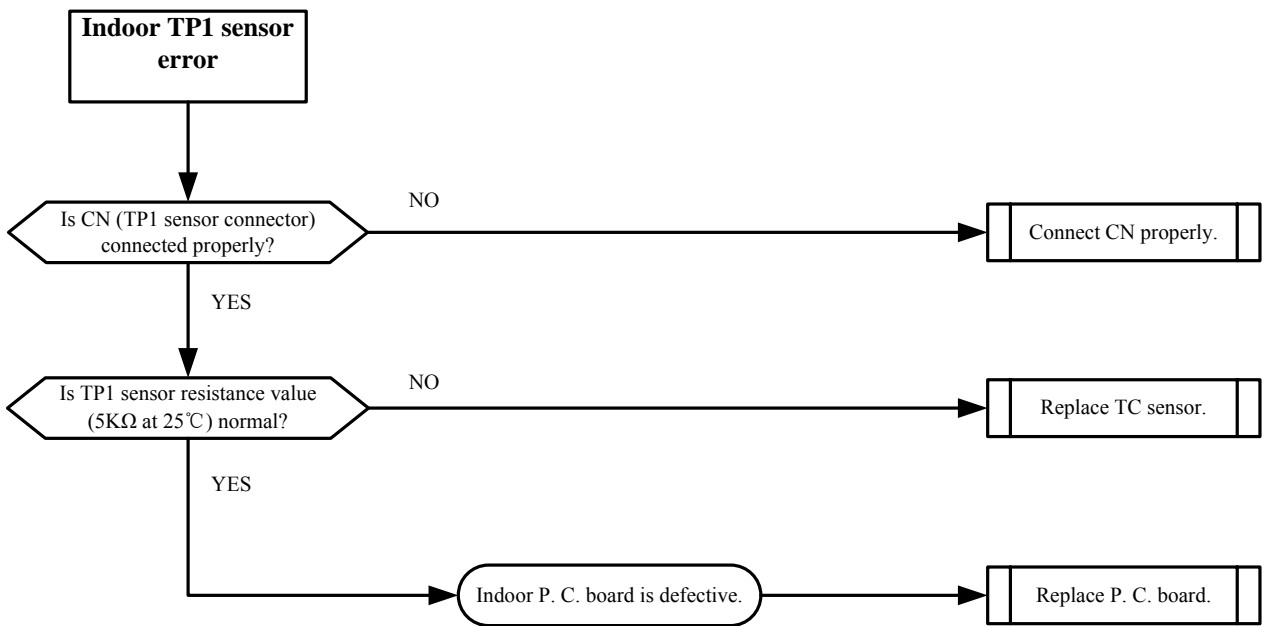 Indoor TP1 sensor
error
Is CN (TP1 sensor connector)
connected properly?
NO
Connect CN properly.
YES
Is TP1 sensor resistance value
(5KΩ at 25℃) normal?
NO
Replace TC sensor.
YES
Indoor P. C. board is defective.
Replace P. C. board.